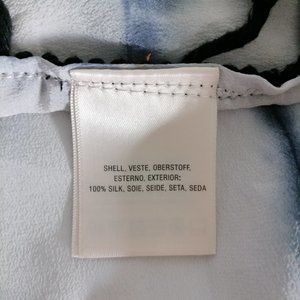 SHELL, VESTE, OBERSTOFF,
ESTERNO, EXTERIOR:
100% SILK, SOIE, SEIDE, SETA, SEDA